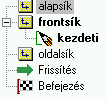 alapsík
frontsík
kezdeti
oldalsík
Frissítés
Befejezés